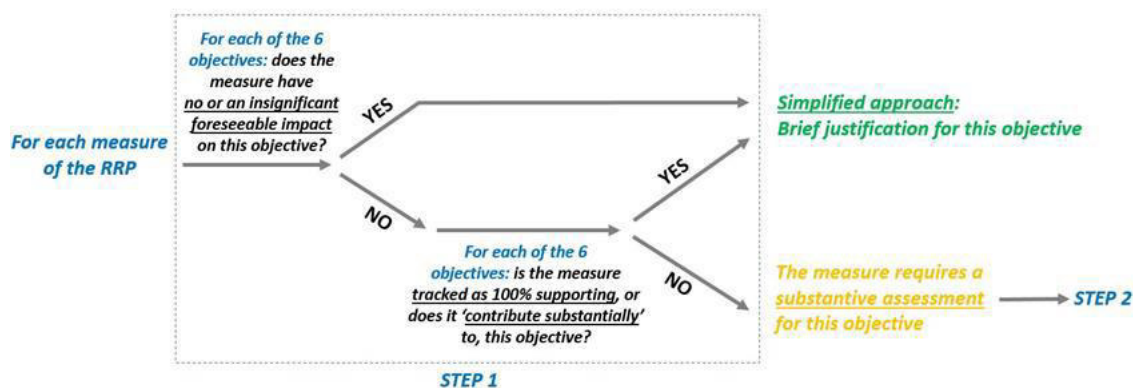 For each measure
of the RRP
For each of the 6
objectives: does the
measure have
no or an insignificant
foreseeable impact
on this objective?
YES
NO
For each of the 6
objectives: is the measure
tracked as 100% supporting, or
does it ‘contribute substantially’
to, this objective?
YES
NO
Simplified approach:
Brief justification for this objective
The measure requires a
substantive assessment
for this objective
STEP 2
STEP 1